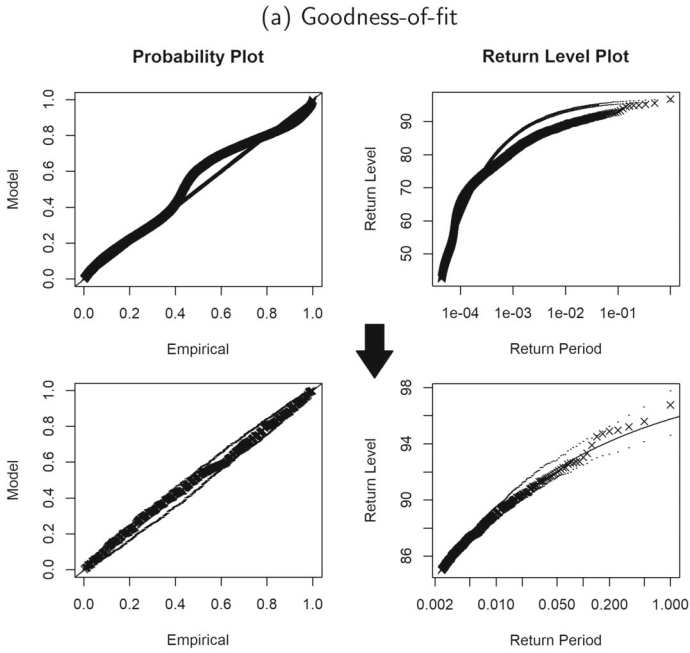 (a) Goodness-of-fit
Probability Plot
Model
0.0 0.2 0.4 0.6 0.8 1.0
0.0 0.2 0.4 0.6 0.8 1.0
Empirical
Return Level Plot
Return Level
50 60 70 80 90
1e-04 1e-03 1e-02 1e-01
Return Period
Model
0.0 0.2 0.4 0.6 0.8 1.0
0.0 0.2 0.4 0.6 0.8 1.0
Empirical
Return Level
86 90 94 98
0.002 0.010 0.050 0.200 1.000
Return Period